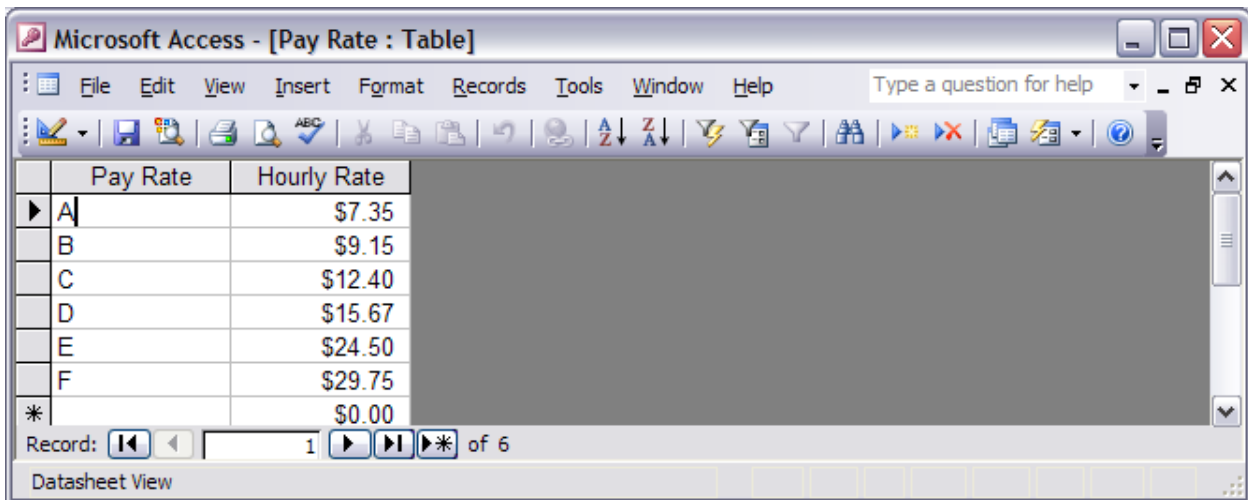 Microsoft Access - [Pay Rate : Table]
File Edit View Insert Format Records Tools Window Help Type a question for help
ABC A Z Z A
Pay Rate Hourly Rate
A $7.35
B $9.15
C $12.40
D $15.67
E $24.50
F $29.75
$0.00
Record: 1 of 6
Datasheet View